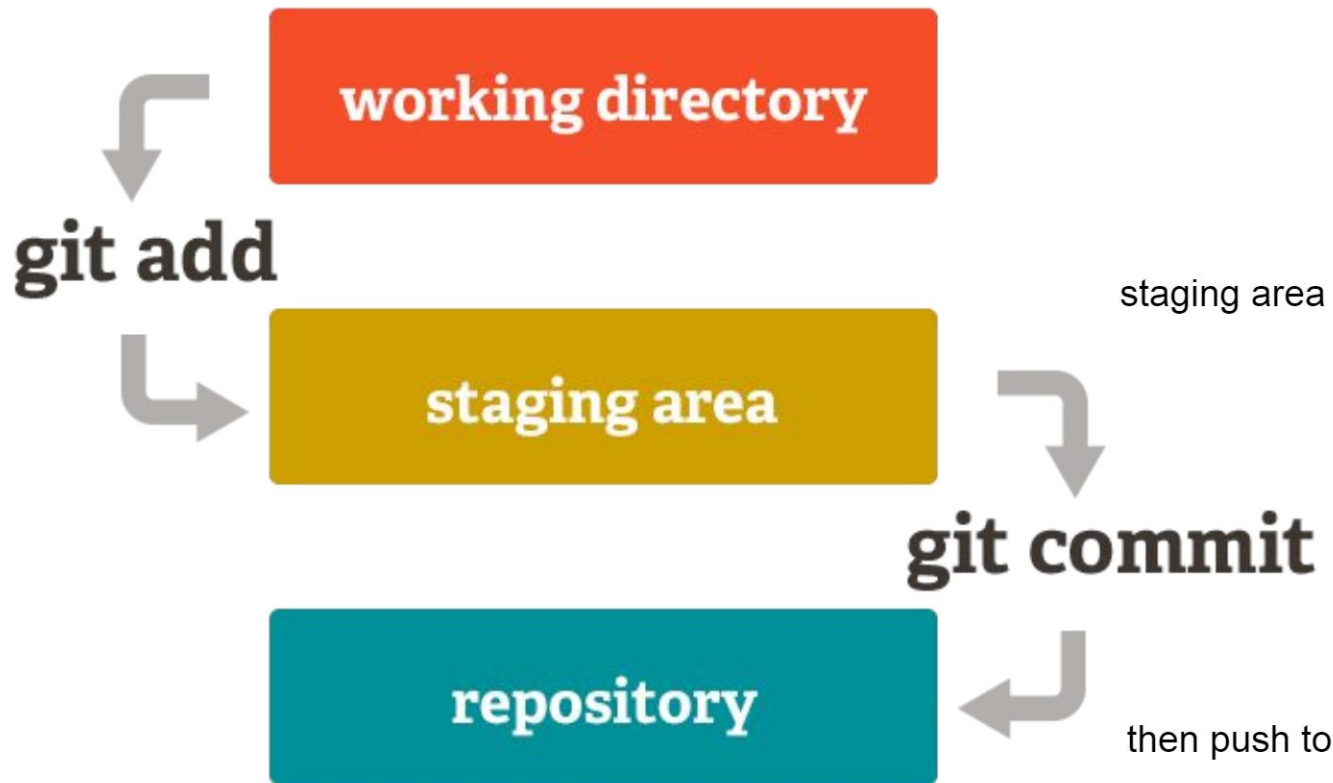 working directory
git add
staging area
staging area
git commit
repository
then push to